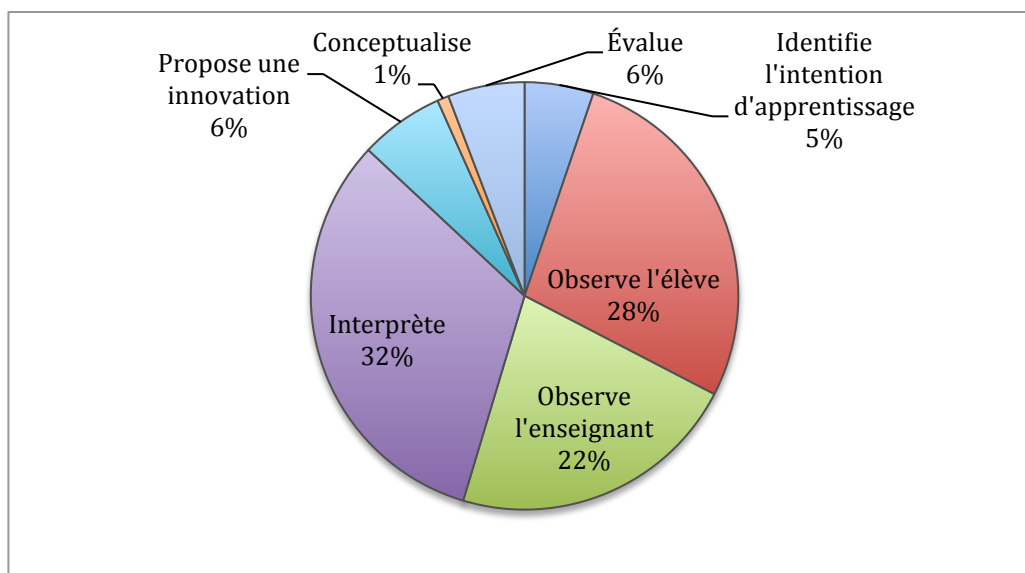 Conceptualise
1%
Évalue
6%
Identifie
l'intention
d'apprentissage
5%
Propose une
innovation
6%
Observe l'élève
28%
Interprète
32%
Observe
l'enseignant
22%